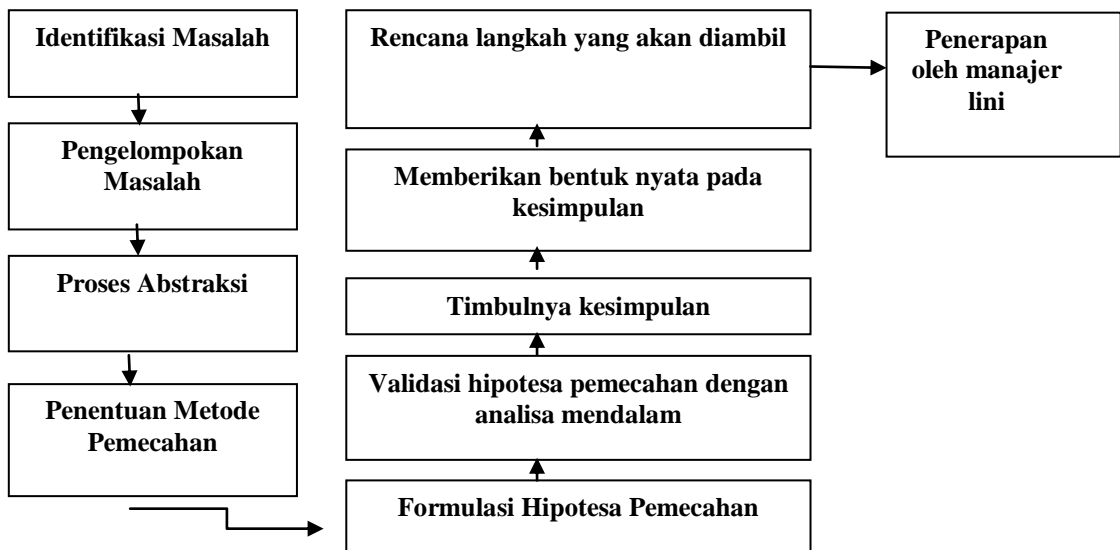 Identifikasi Masalah
Pengelompokan
Masalah
Proses Abstraksi
Penentuan Metode
Pemecahan
Formulasi Hipotesa Pemecahan
Validasi hipotesa pemecahan dengan
analisa mendalam
Timbulnya kesimpulan
Memberikan bentuk nyata pada
kesimpulan
Rencana langkah yang akan diambil
Penerapan
oleh manajer
lini